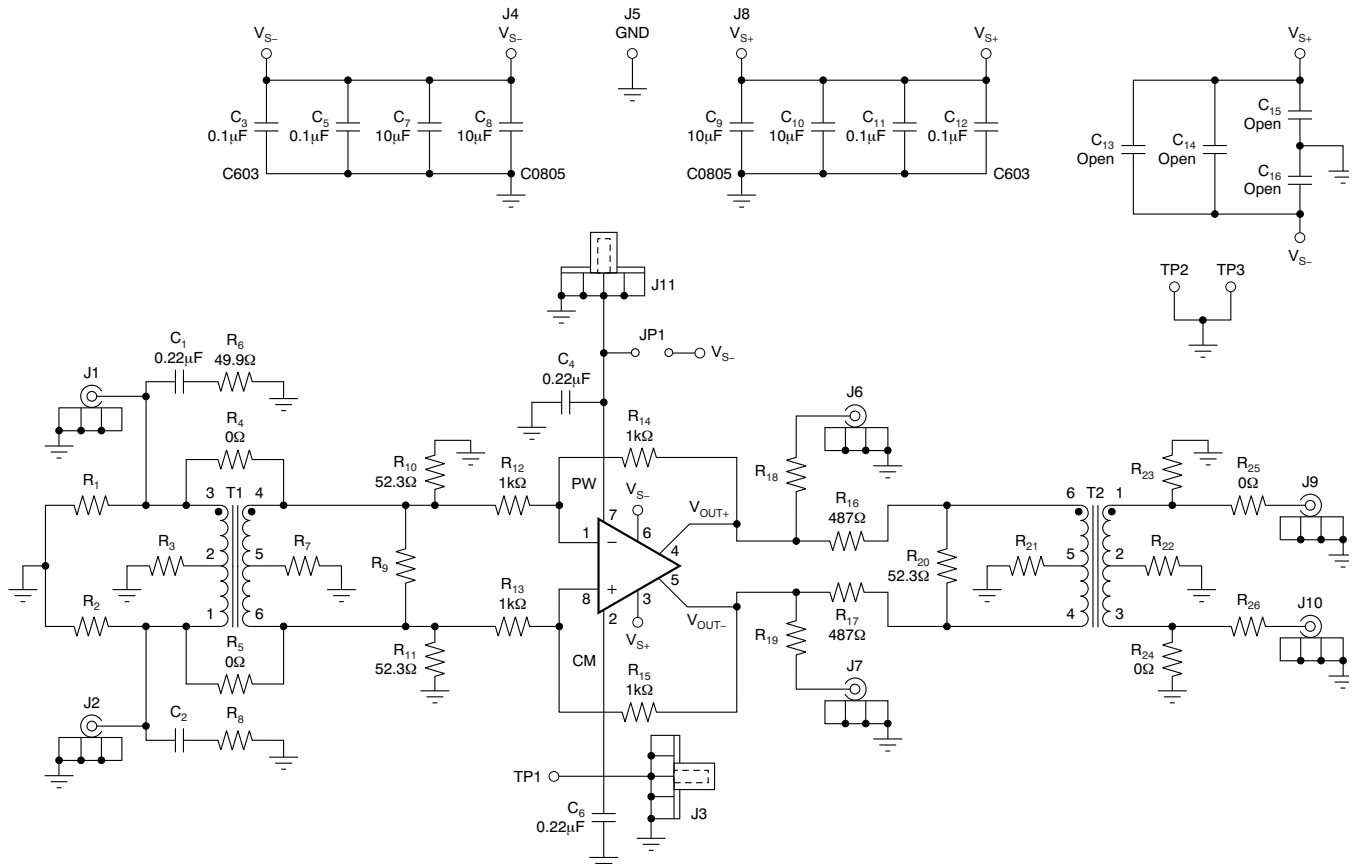 J4
J5
J8
V_S−
V_S−
GND
V_S+
V_S+
V_S+
C3
0.1µF
C5
0.1µF
C7
10µF
C8
10µF
C9
10µF
C10
10µF
C11
0.1µF
C12
0.1µF
C13
Open
C14
Open
C15
Open
C16
Open
C603
C0805
C0805
C603
V_S−
TP2
TP3
J11
JP1
V_S−
C4
0.22µF
C1
0.22µF
R6
49.9Ω
J1
R4
0Ω
R1
3
T1
4
R3
2
5
R7
R2
1
6
R5
0Ω
J2
C2
R8
R10
52.3Ω
R9
R11
52.3Ω
R12
1kΩ
R13
1kΩ
R14
1kΩ
PW
7
V_S−
6
1
−
4
V_OUT+
8
+
5
V_OUT−
2
3
V_S+
CM
R15
1kΩ
J6
R18
R16
487Ω
R17
487Ω
R19
J7
R20
52.3Ω
R21
6
T2
1
5
2
4
3
R22
R23
R24
0Ω
R25
0Ω
J9
R26
J10
TP1
J3
C6
0.22µF